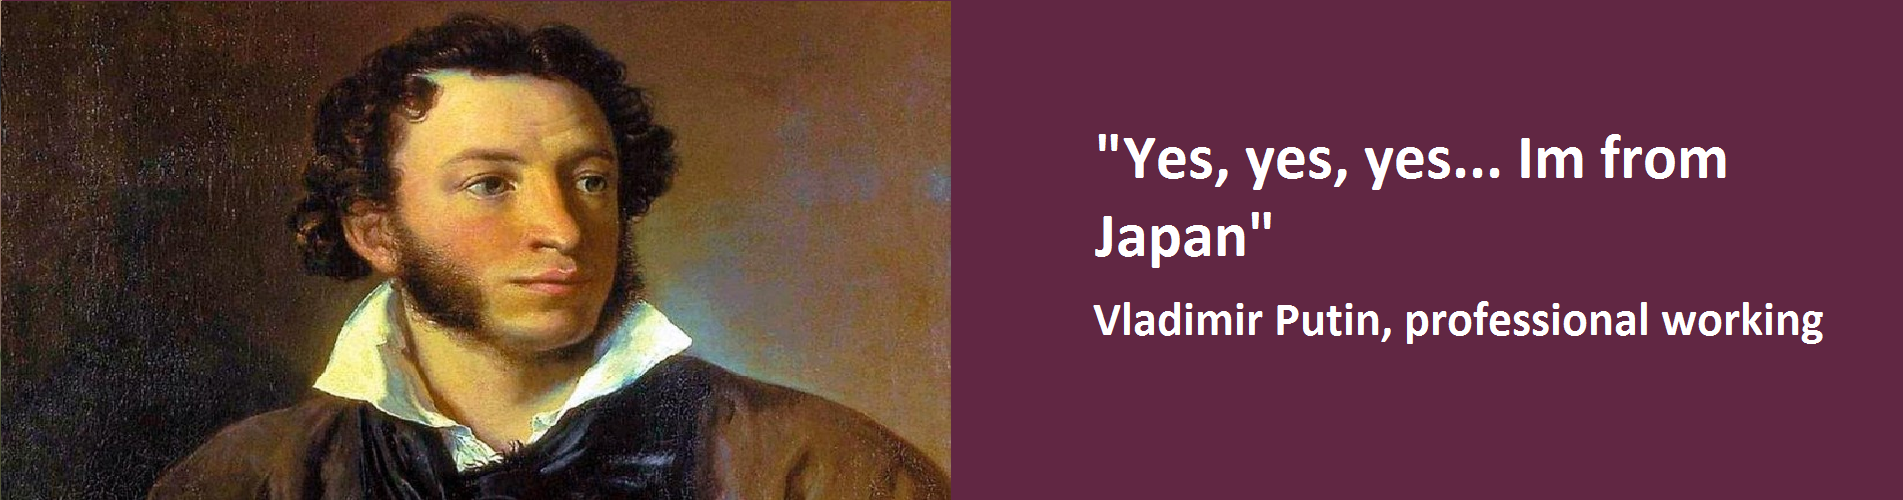 "Yes, yes, yes... Im from
Japan"
Vladimir Putin, professional working